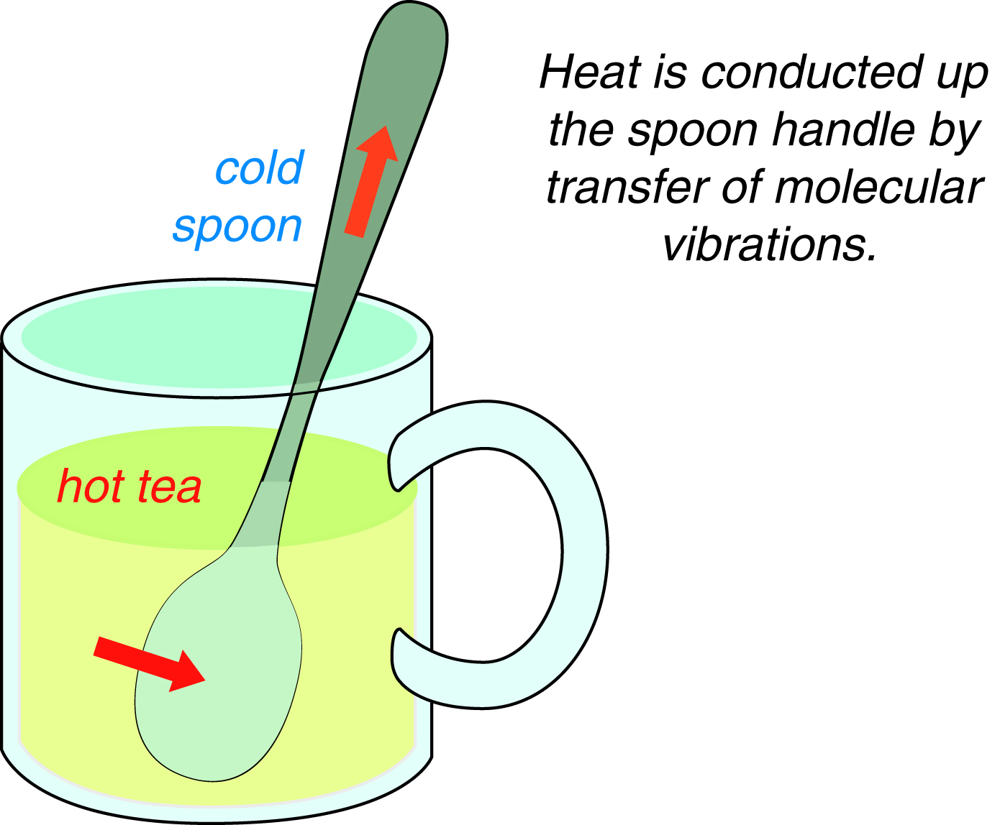 Heat is conducted up
the spoon handle by
transfer of molecular
vibrations.
cold
spoon
hot tea